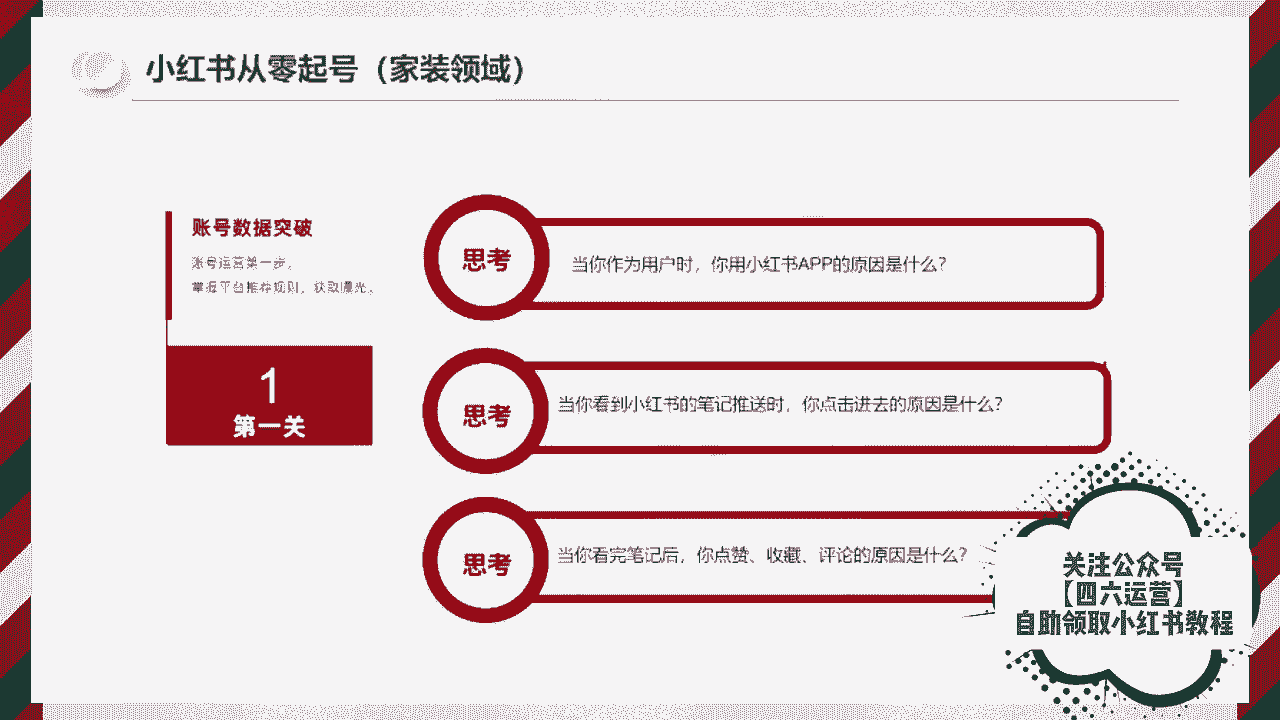 小红书从零起号（家装领域）
账号数据突破
账号运营第一步，
掌握平台推荐规则，获取曝光。
1
第一关
思考
当你作为用户时，你用小红书APP的原因是什么？
思考
当你看到小红书的笔记推送时，你点击进去的原因是什么？
思考
当你看完笔记后，你点赞、收藏、评论的原因是什么？
关注公众号
【四六运营】
自助领取小红书教程